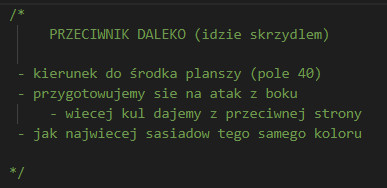 /*
PRZECIWNIK DALEKO (idzie skrzydlem)
- kierunek do środka planszy (pole 40)
- przygotowujemy sie na atak z boku
- wiecej kul dajemy z przeciwnej strony
- jak najwiecej sasiadow tego samego koloru
*/